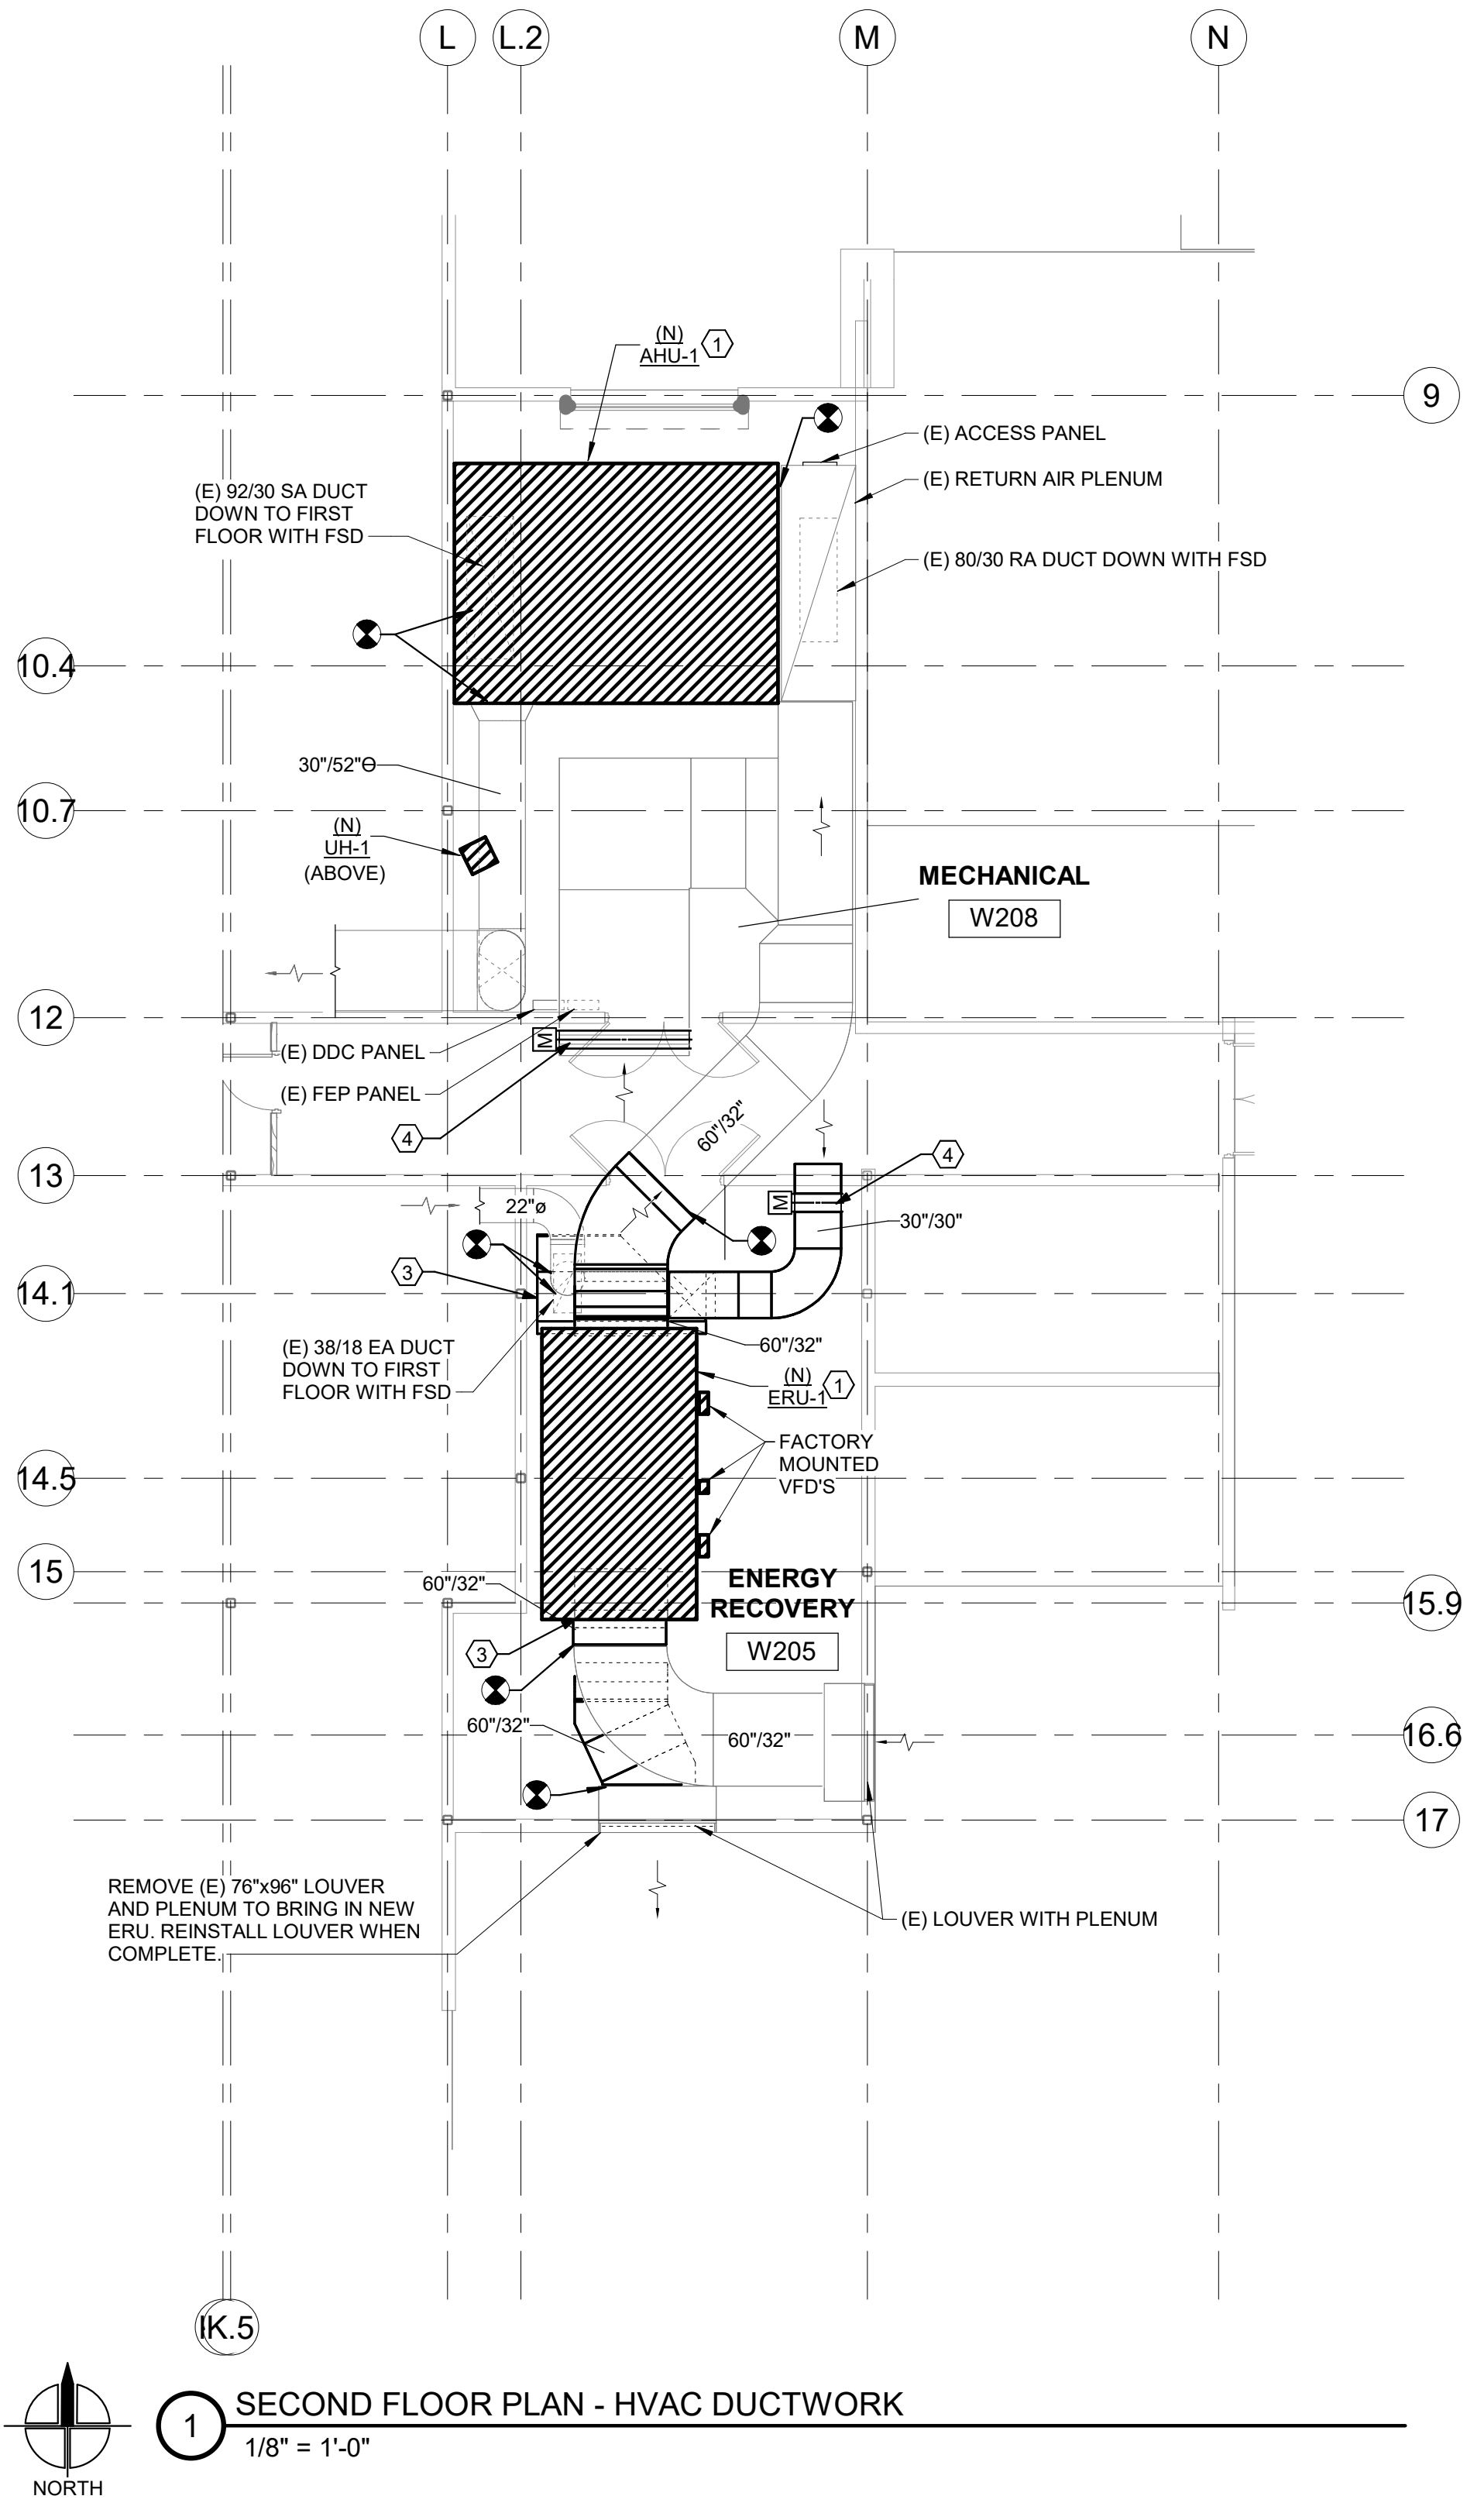 L
L.2
M
N
(N)
AHU-1
1
9
(E) ACCESS PANEL
(E) RETURN AIR PLENUM
(E) 92/30 SA DUCT
DOWN TO FIRST
FLOOR WITH FSD
(E) 80/30 RA DUCT DOWN WITH FSD
10.4
30"/52"Ө
10.7
(N)
UH-1
(ABOVE)
MECHANICAL
W208
12
M
(E) DDC PANEL
(E) FEP PANEL
4
60"/32"
13
4
M
22"ø
30"/30"
3
14.1
60"/32"
(E) 38/18 EA DUCT
DOWN TO FIRST
FLOOR WITH FSD
(N)
ERU-1
1
FACTORY
MOUNTED
VFD'S
14.5
15
ENERGY
RECOVERY
W205
60"/32"
15.9
3
60"/32"
60"/32"
16.6
17
REMOVE (E) 76"x96" LOUVER
AND PLENUM TO BRING IN NEW
ERU. REINSTALL LOUVER WHEN
COMPLETE.
(E) LOUVER WITH PLENUM
K.5
NORTH
1
SECOND FLOOR PLAN - HVAC DUCTWORK
1/8" = 1'-0"